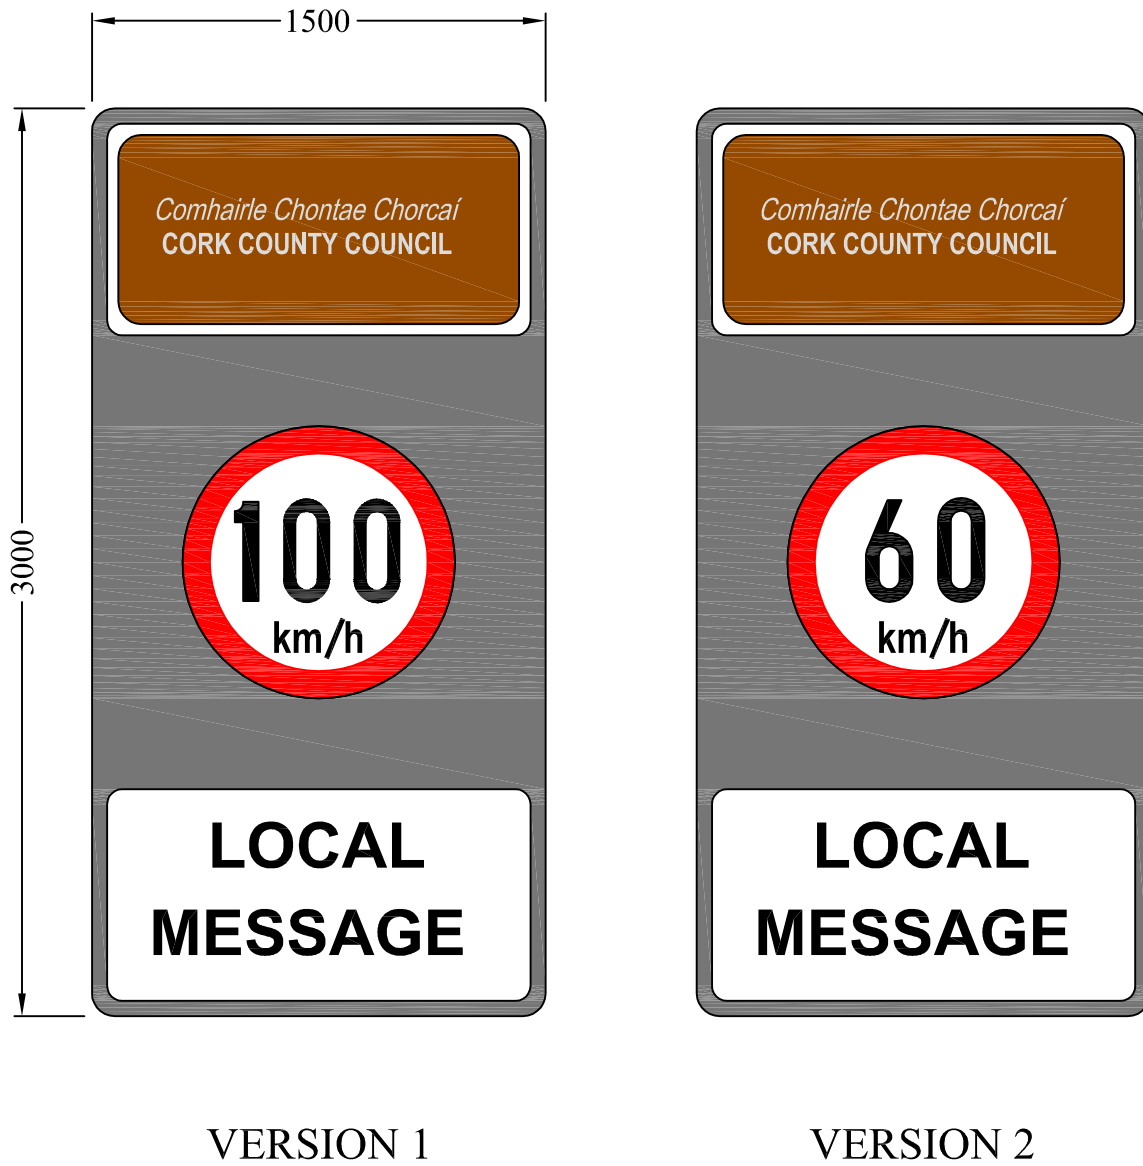 1500
3000
Comhairle Chontae Chorcaí
CORK COUNTY COUNCIL
100
km/h
LOCAL
MESSAGE
VERSION 1
Comhairle Chontae Chorcaí
CORK COUNTY COUNCIL
60
km/h
LOCAL
MESSAGE
VERSION 2